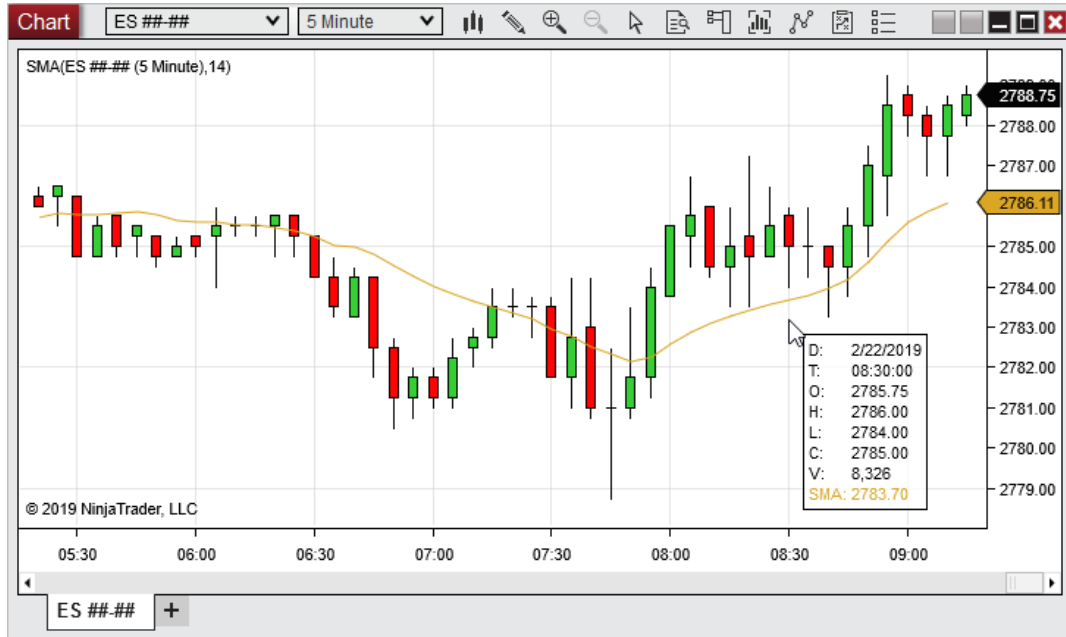 Chart ES ##-## 5 Minute
SMA(ES ##-## (5 Minute),14)
2788.75
2788.00
2787.00
2786.11
2785.00
2784.00
2783.00
2782.00
2781.00
2780.00
2779.00
D: 2/22/2019
T: 08:30:00
O: 2785.75
H: 2786.00
L: 2784.00
C: 2785.00
V: 8,326
SMA: 2783.70
© 2019 NinjaTrader, LLC
05:30 06:00 06:30 07:00 07:30 08:00 08:30 09:00
ES ##-## +